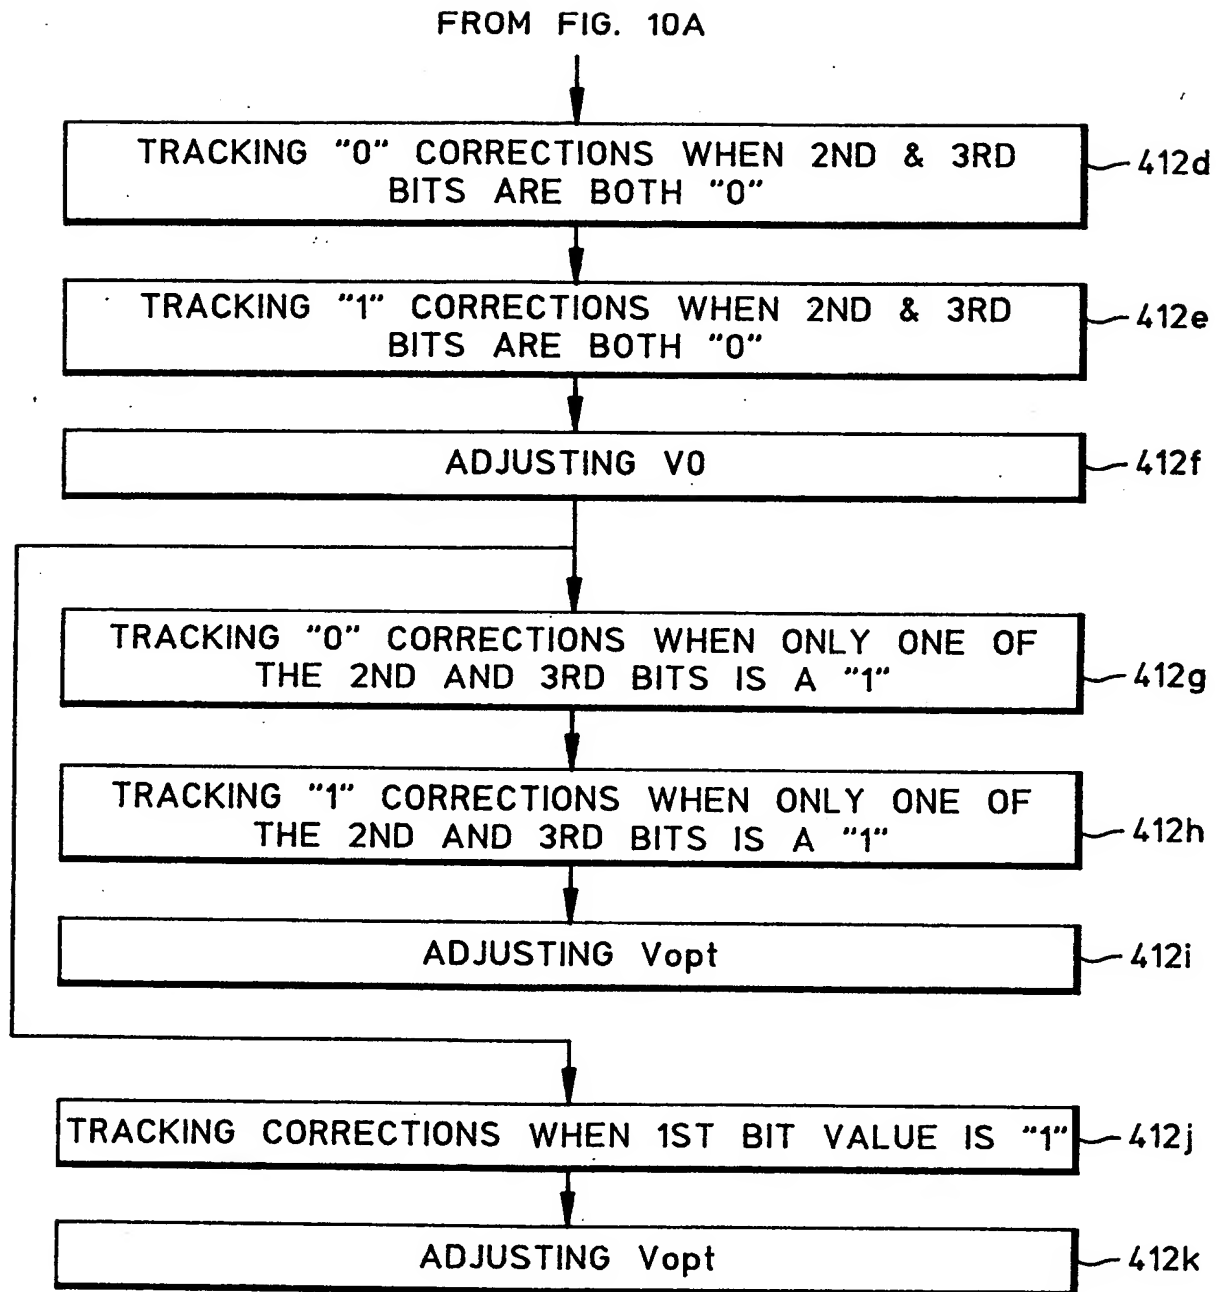 FROM FIG. 10A
TRACKING "0" CORRECTIONS WHEN 2ND & 3RD
BITS ARE BOTH "0"
412d
TRACKING "1" CORRECTIONS WHEN 2ND & 3RD
BITS ARE BOTH "0"
412e
ADJUSTING V0
412f
TRACKING "0" CORRECTIONS WHEN ONLY ONE OF
THE 2ND AND 3RD BITS IS A "1"
412g
TRACKING "1" CORRECTIONS WHEN ONLY ONE OF
THE 2ND AND 3RD BITS IS A "1"
412h
ADJUSTING Vopt
412i
TRACKING CORRECTIONS WHEN 1ST BIT VALUE IS "1"
412j
ADJUSTING Vopt
412k